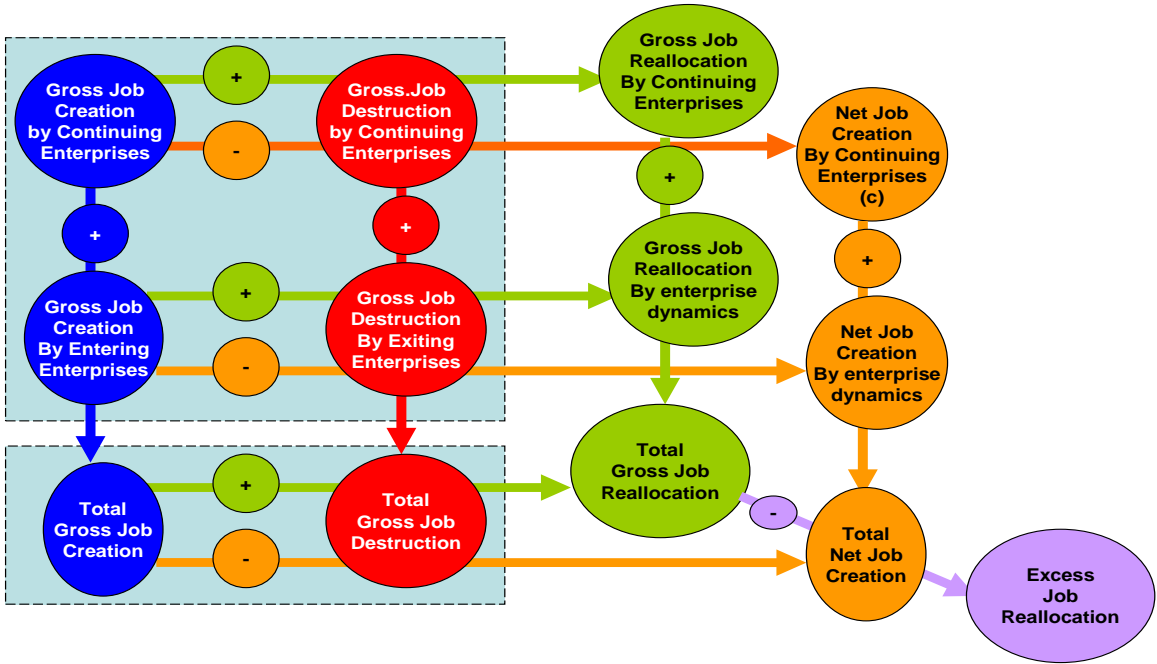 Gross Job
Creation
by Continuing
Enterprises
+
-
Gross.Job
Destruction
by Continuing
Enterprises
Gross Job
Reallocation
By Continuing
Enterprises
Net Job
Creation
By Continuing
Enterprises
(c)
+
+
+
+
Gross Job
Creation
By Entering
Enterprises
+
-
Gross Job
Destruction
By Exiting
Enterprises
Gross Job
Reallocation
By enterprise
dynamics
Net Job
Creation
By enterprise
dynamics
Total
Gross Job
Creation
+
-
Total
Gross Job
Destruction
Total
Gross Job
Reallocation
-
Total
Net Job
Creation
Excess
Job
Reallocation